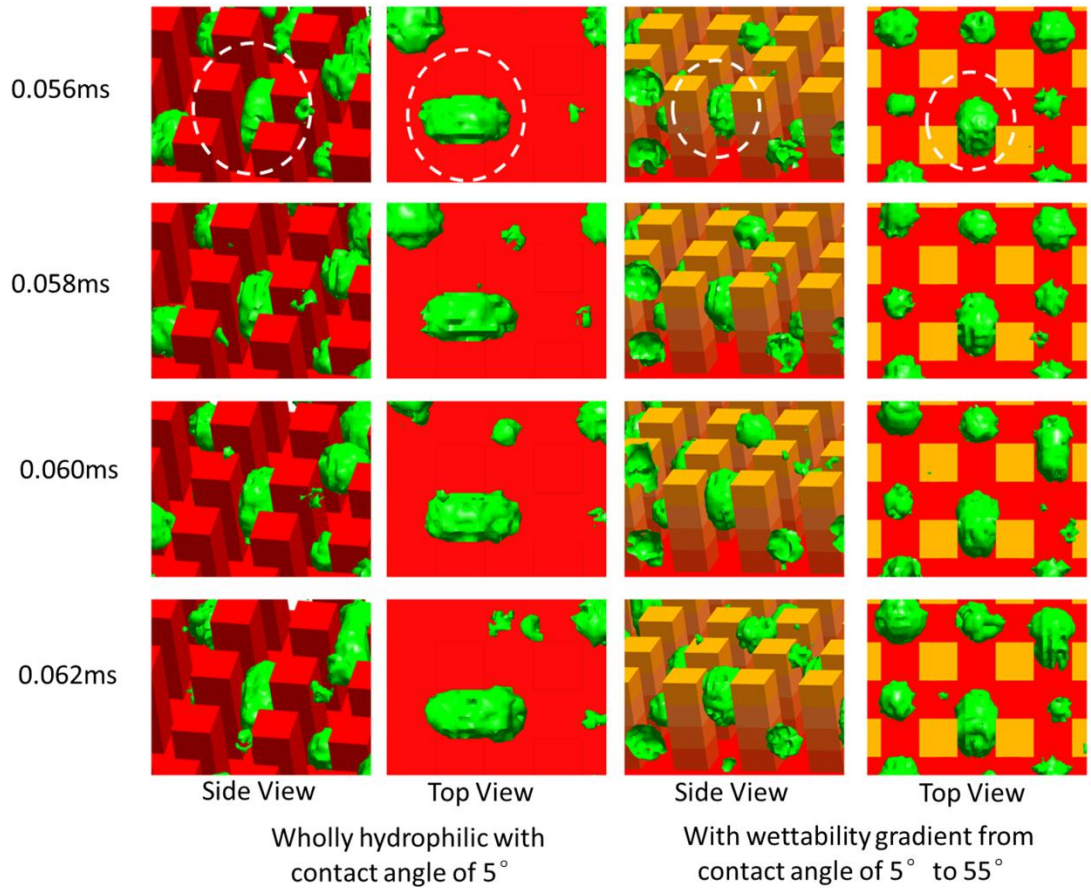 0.056ms
0.058ms
0.060ms
0.062ms
Side View
Top View
Side View
Top View
Wholly hydrophilic with
contact angle of 5°
With wettability gradient from
contact angle of 5° to 55°